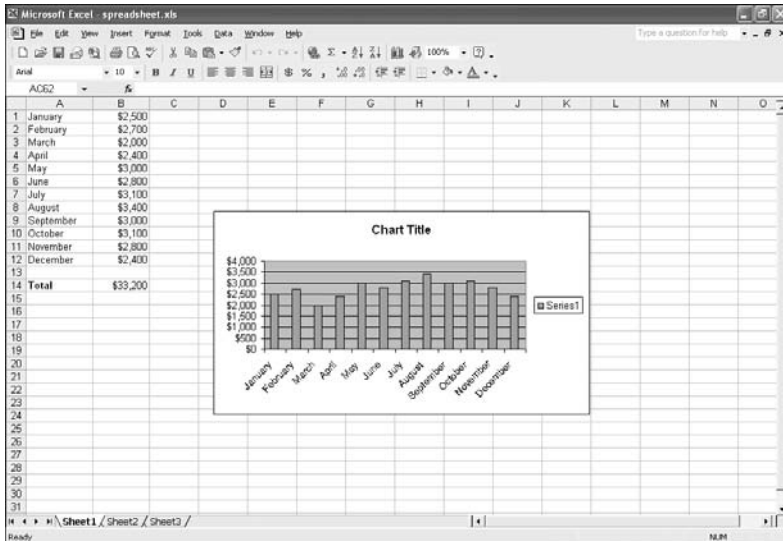 Microsoft Excel - spreadsheet.xls
File Edit View Insert Format Tools Data Window Help
Type a question for help
100%
Arial 10 B I U $ % ,
AC62 fx
A B C D E F G H I J K L M N O
1 January $2,500
2 February $2,700
3 March $2,000
4 April $2,400
5 May $3,000
6 June $2,800
7 July $3,100
8 August $3,400
9 September $3,000
10 October $3,100
11 November $2,800
12 December $2,400
13
14 Total $33,200
15
16
17
18
19
20
21
22
23
24
25
26
27
28
29
30
31
Chart Title
$4,000
$3,500
$3,000
$2,500
$2,000
$1,500
$1,000
$500
$0
January February March April May June July August September October November December
Series1
Sheet1 / Sheet2 / Sheet3 /
Ready
NUM